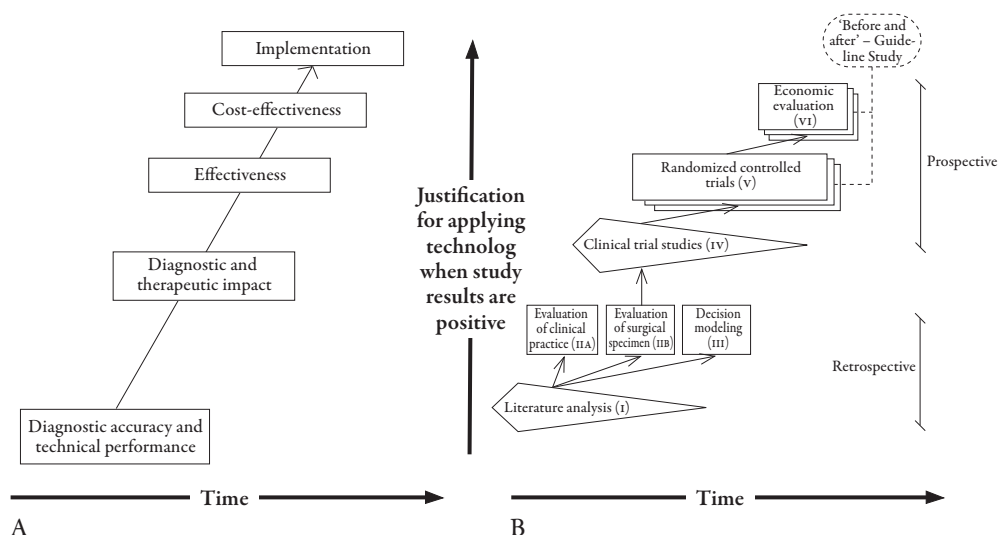 Implementation
Cost-effectiveness
Effectiveness
Diagnostic and
therapeutic impact
Diagnostic accuracy and
technical performance
Time
A
Justification
for applying
technolog
when study
results are
positive
'Before and
after' – Guide-
line Study
Economic
evaluation
(VI)
Randomized controlled
trials (V)
Clinical trial studies (IV)
Evaluation
of clinical
practice (IIA)
Evaluation
of surgical
specimen (IIB)
Decision
modeling
(III)
Literature analysis (I)
Prospective
Retrospective
Time
B